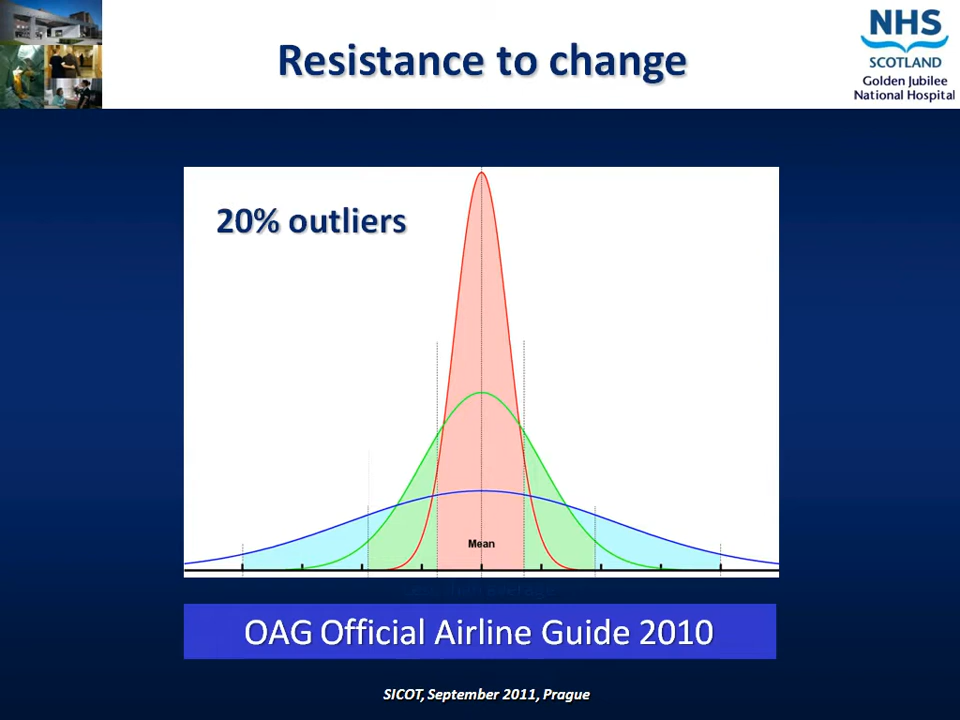 Resistance to change
NHS
SCOTLAND
Golden Jubilee
National Hospital
20% outliers
Mean
OAG Official Airline Guide 2010
SICOT, September 2011, Prague